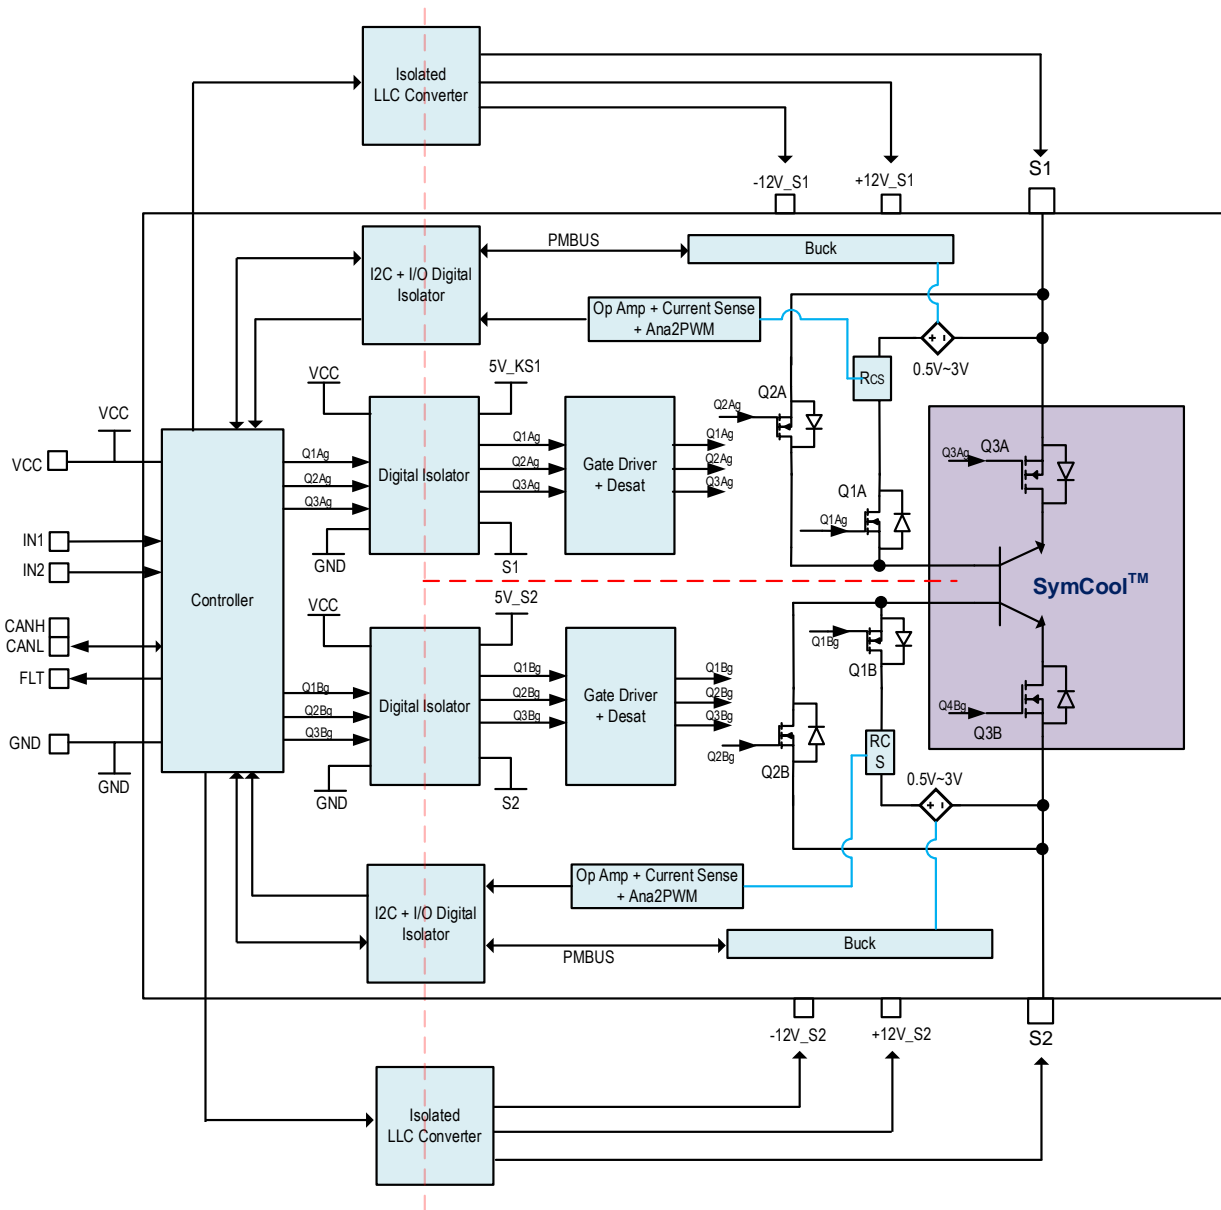 Isolated
LLC Converter
S1
-12V_S1
+12V_S1
PMBUS
Buck
I2C + I/O Digital
Isolator
Op Amp + Current Sense
+ Ana2PWM
0.5V~3V
RCS
VCC
5V_KS1
Q2A
Q2Ag
VCC
VCC
Q1Ag
Q2Ag
Q3Ag
Digital Isolator
Q1Ag
Q2Ag
Q3Ag
Gate Driver
+ Desat
Q1Ag
Q2Ag
Q3Ag
Q1A
Q1Ag
Q3A
Q3Ag
IN1
IN2
GND
S1
SymCool™
Controller
VCC
5V_S2
CANH
CANL
FLT
GND
GND
Q1Bg
Q2Bg
Q3Bg
Digital Isolator
Q1Bg
Q2Bg
Q3Bg
Gate Driver
+ Desat
Q1Bg
Q2Bg
Q3Bg
Q1Bg
Q1B
Q2Bg
Q2B
Q4Bg
Q3B
RC
S
0.5V~3V
GND
S2
Op Amp + Current Sense
+ Ana2PWM
I2C + I/O Digital
Isolator
PMBUS
Buck
-12V_S2
+12V_S2
S2
Isolated
LLC Converter